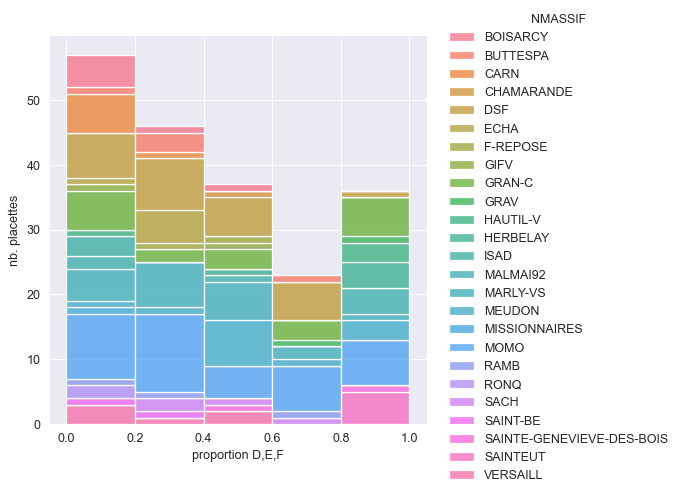 NMASSIF
BOISARCY
BUTTESPA
CARN
CHAMARANDE
DSF
ECHA
F-REPOSE
GIFV
GRAN-C
GRAV
HAUTIL-V
HERBELAY
ISAD
MALMAI92
MARLY-VS
MEUDON
MISSIONNAIRES
MOMO
RAMB
RONQ
SACH
SAINT-BE
SAINTE-GENEVIEVE-DES-BOIS
SAINTEUT
VERSAILL
nb. placettes
50
40
30
20
10
0
0.0 0.2 0.4 0.6 0.8 1.0
proportion D,E,F